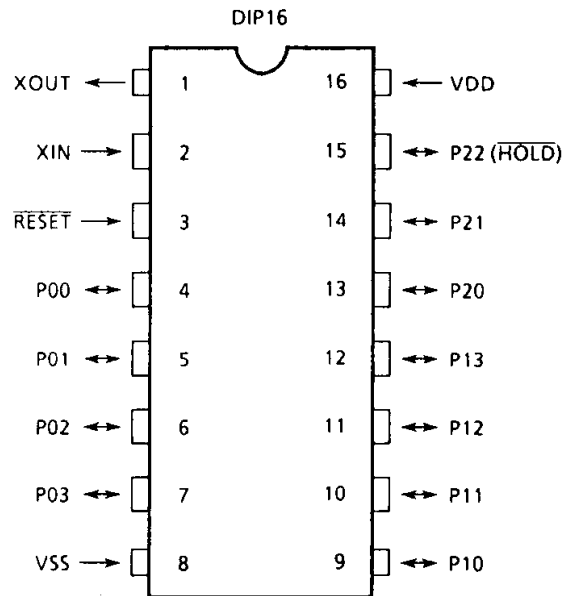 DIP16
XOUT 1 16 VDD
XIN 2 15 P22 (HOLD)
RESET 3 14 P21
P00 4 13 P20
P01 5 12 P13
P02 6 11 P12
P03 7 10 P11
VSS 8 9 P10